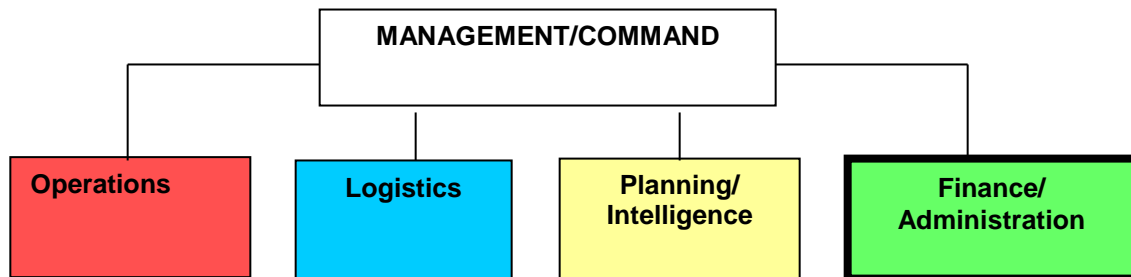 MANAGEMENT/COMMAND
Operations
Logistics
Planning/
Intelligence
Finance/
Administration